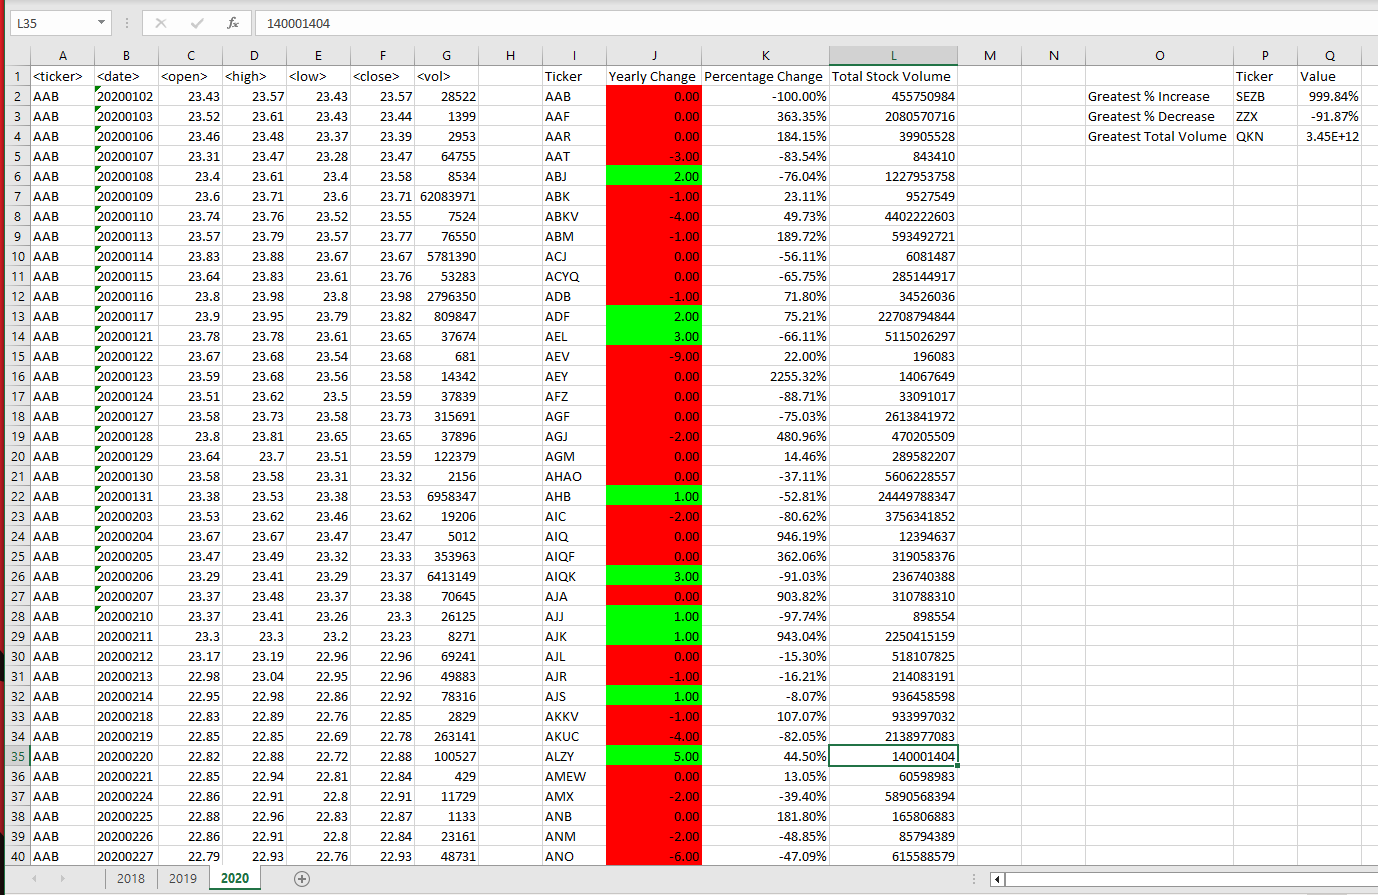 L35 fx 140001404
A B C D E F G H I J K L M N O P Q
1 <ticker> <date> <open> <high> <low> <close> <vol> Ticker Yearly Change Percentage Change Total Stock Volume Ticker Value
2 AAB 20200102 23.43 23.57 23.43 23.57 28522 AAB 0.00 -100.00% 455750984 Greatest % Increase SEZB 999.84%
3 AAB 20200103 23.52 23.61 23.43 23.44 1399 AAF 0.00 363.35% 2080570716 Greatest % Decrease ZZX -91.87%
4 AAB 20200106 23.46 23.48 23.37 23.39 2953 AAR 0.00 184.15% 39905528 Greatest Total Volume QKN 3.45E+12
5 AAB 20200107 23.31 23.47 23.28 23.47 64755 AAT -3.00 -83.54% 843410
6 AAB 20200108 23.4 23.61 23.4 23.58 8534 ABJ 2.00 -76.04% 1227953758
7 AAB 20200109 23.6 23.71 23.6 23.71 62083971 ABK -1.00 23.11% 9527549
8 AAB 20200110 23.74 23.76 23.52 23.55 7524 ABKV -4.00 49.73% 4402222603
9 AAB 20200113 23.57 23.79 23.57 23.77 76550 ABM -1.00 189.72% 593492721
10 AAB 20200114 23.83 23.88 23.67 23.67 5781390 ACJ 0.00 -56.11% 6081487
11 AAB 20200115 23.64 23.83 23.61 23.76 53283 ACYQ 0.00 -65.75% 285144917
12 AAB 20200116 23.8 23.98 23.8 23.98 2796350 ADB -1.00 71.80% 34526036
13 AAB 20200117 23.9 23.95 23.79 23.82 809847 ADF 2.00 75.21% 22708794844
14 AAB 20200121 23.78 23.78 23.61 23.65 37674 AEL 3.00 -66.11% 5115026297
15 AAB 20200122 23.67 23.68 23.54 23.68 681 AEV -9.00 22.00% 196083
16 AAB 20200123 23.59 23.68 23.56 23.58 14342 AEY 0.00 2255.32% 14067649
17 AAB 20200124 23.51 23.62 23.5 23.59 37839 AFZ 0.00 -88.71% 33091017
18 AAB 20200127 23.58 23.73 23.58 23.73 315691 AGF 0.00 -75.03% 2613841972
19 AAB 20200128 23.8 23.81 23.65 23.65 37896 AGJ -2.00 480.96% 470205509
20 AAB 20200129 23.64 23.7 23.51 23.59 122379 AGM 0.00 14.46% 289582207
21 AAB 20200130 23.58 23.58 23.31 23.32 2156 AHAO 0.00 -37.11% 5606228557
22 AAB 20200131 23.38 23.53 23.38 23.53 6958347 AHB 1.00 -52.81% 24449788347
23 AAB 20200203 23.53 23.62 23.46 23.62 19206 AIC -2.00 -80.62% 3756341852
24 AAB 20200204 23.67 23.67 23.47 23.47 5012 AIQ 0.00 946.19% 12394637
25 AAB 20200205 23.47 23.49 23.32 23.33 353963 AIQF 0.00 362.06% 319058376
26 AAB 20200206 23.29 23.41 23.29 23.37 6413149 AIQK 3.00 -91.03% 236740388
27 AAB 20200207 23.37 23.48 23.37 23.38 70645 AJA 0.00 903.82% 310788310
28 AAB 20200210 23.37 23.41 23.26 23.3 26125 AJJ 1.00 -97.74% 898554
29 AAB 20200211 23.3 23.3 23.2 23.23 8271 AJK 1.00 943.04% 2250415159
30 AAB 20200212 23.17 23.19 22.96 22.96 69241 AJL 0.00 -15.30% 518107825
31 AAB 20200213 22.98 23.04 22.95 22.96 49883 AJR -1.00 -16.21% 214083191
32 AAB 20200214 22.95 22.98 22.86 22.92 78316 AJS 1.00 -8.07% 936458598
33 AAB 20200218 22.83 22.89 22.76 22.85 2829 AKKV -1.00 107.07% 933997032
34 AAB 20200219 22.85 22.85 22.69 22.78 263141 AKUC -4.00 -82.05% 2138977083
35 AAB 20200220 22.82 22.88 22.72 22.88 100527 ALZY 5.00 44.50% 140001404
36 AAB 20200221 22.85 22.94 22.81 22.84 429 AMEW 0.00 13.05% 60598983
37 AAB 20200224 22.86 22.91 22.8 22.91 11729 AMX -2.00 -39.40% 5890568394
38 AAB 20200225 22.88 22.96 22.83 22.87 1133 ANB 0.00 181.80% 165806883
39 AAB 20200226 22.86 22.91 22.8 22.84 23161 ANM -2.00 -48.85% 85794389
40 AAB 20200227 22.79 22.93 22.76 22.93 48731 ANO -6.00 -47.09% 615588579
2018 2019 2020